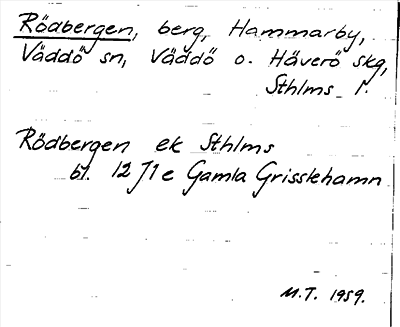 Rödbergen, berg, Hammarby,
Väddö sn, Väddö o. Häverö skg,
Sthlms l.
Rödbergen ek Sthlms
bl. 12 J1e Gamla Grisslehamn
M.T. 1959.